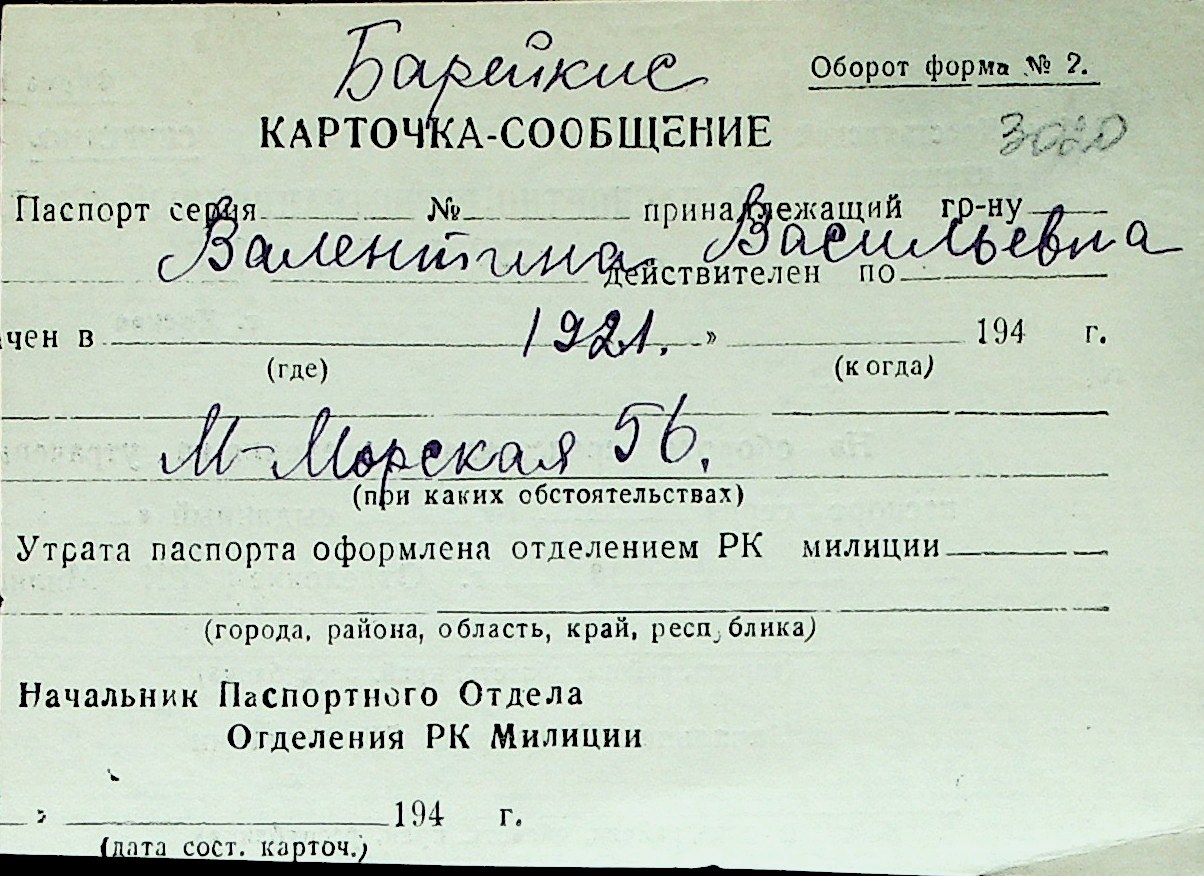 Барейкис
Оборот форма № 2.
КАРТОЧКА-СООБЩЕНИЕ
3020
Паспорт серия № принадлежащий гр-ну
Валентина Васильевна
действителен по
чен в 1921. » 194 г.
(где) (когда)
М-Морская 56.
(при каких обстоятельствах)
Утрата паспорта оформлена отделением РК милиции
(города, района, область, край, республика)
Начальник Паспортного Отдела
Отделения РК Милиции
» 194 г.
(дата сост. карточ.)